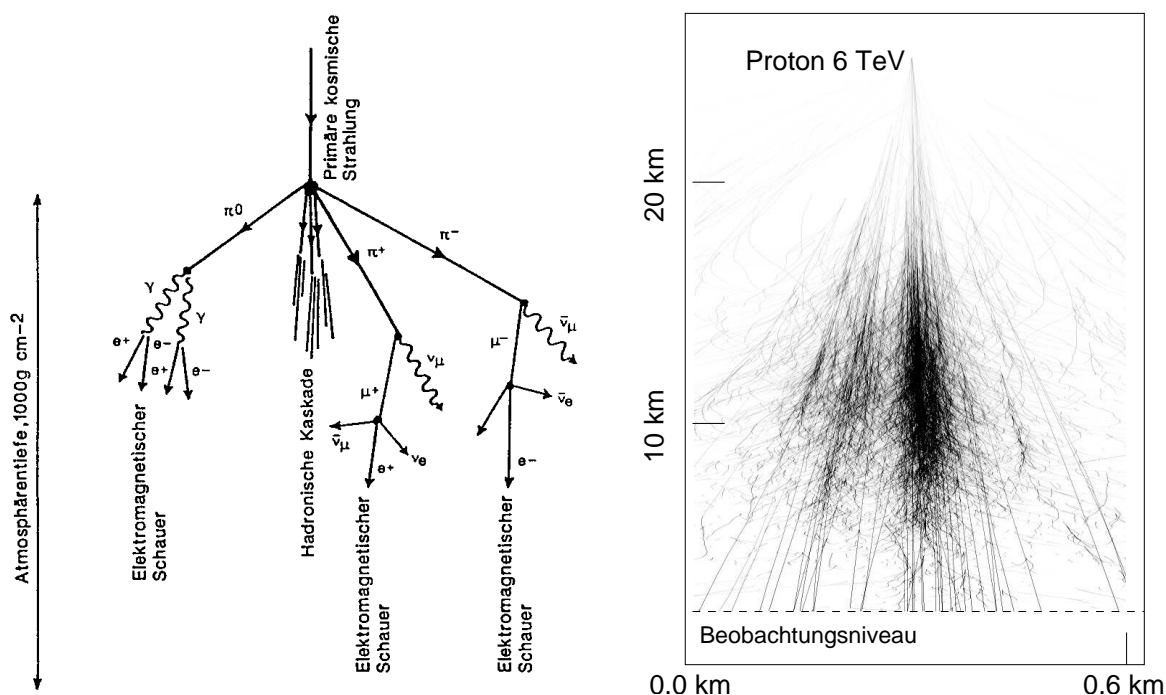 Primäre kosmische
Strahlung
π0
π+
π−
γ
γ
e+
e−
e+
e−
ν̄μ
μ−
νμ
μ+
ν̄e
ν̄μ
νe
e+
e−
Elektromagnetischer
Schauer
Hadronische Kaskade
Elektromagnetischer
Schauer
Elektromagnetischer
Schauer
Atmosphärentiefe,1000g cm−2
Proton 6 TeV
20 km
10 km
Beobachtungsniveau
0.0 km
0.6 km